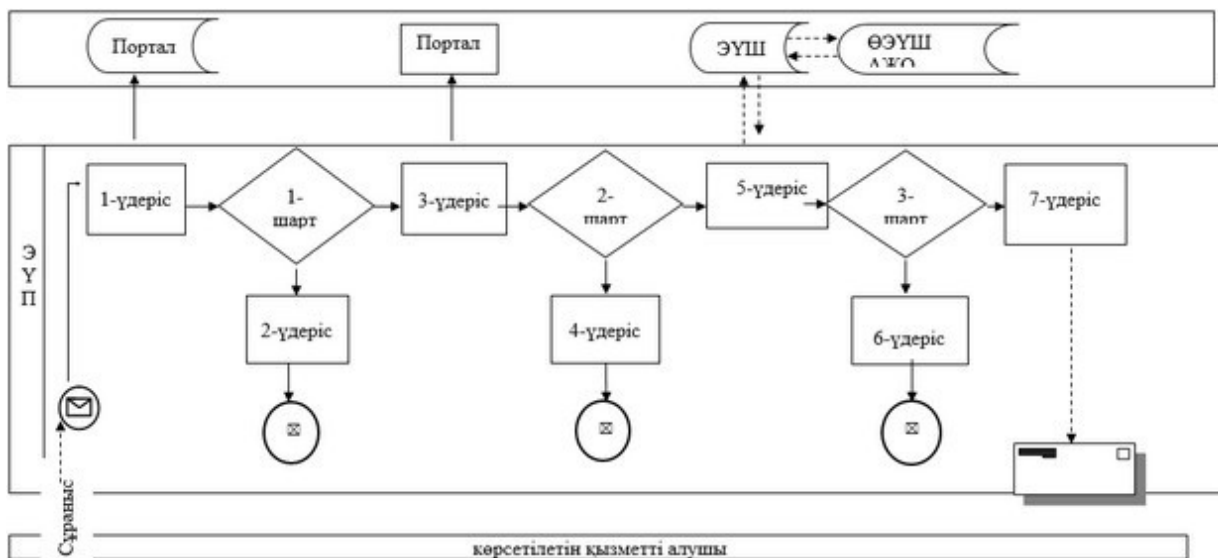 Портал
Портал
ЭҮШ
ӨЭҮШ
АЖО
1-үдеріс
1-
шарт
3-үдеріс
2-
шарт
5-үдеріс
3-
шарт
7-үдеріс
Э
Ү
П
2-үдеріс
4-үдеріс
6-үдеріс
Сұраныс
көрсетілетін қызметті алушы